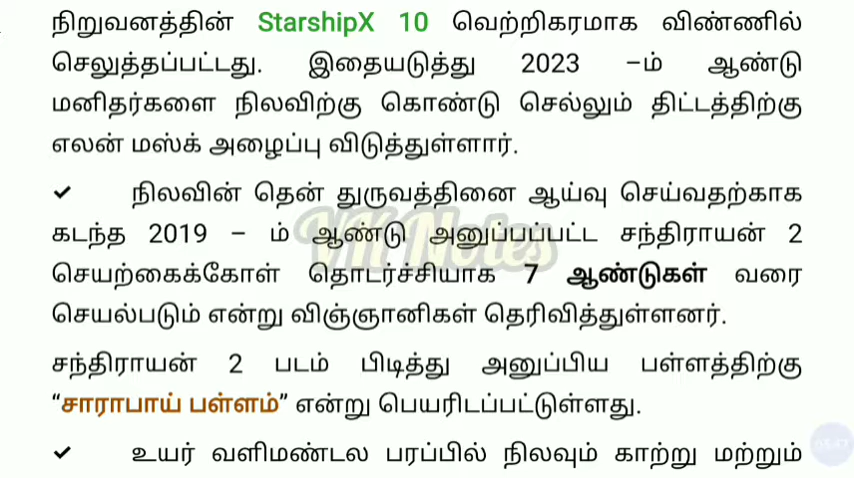 நிறுவனத்தின் StarshipX 10 வெற்றிகரமாக விண்ணில்
செலுத்தப்பட்டது. இதையடுத்து 2023 –ம் ஆண்டு
மனிதர்களை நிலவிற்கு கொண்டு செல்லும் திட்டத்திற்கு
எலன் மஸ்க் அழைப்பு விடுத்துள்ளார்.
✓ நிலவின் தென் துருவத்தினை ஆய்வு செய்வதற்காக
கடந்த 2019 – ம் ஆண்டு அனுப்பப்பட்ட சந்திராயன் 2
செயற்கைக்கோள் தொடர்ச்சியாக 7 ஆண்டுகள் வரை
செயல்படும் என்று விஞ்ஞானிகள் தெரிவித்துள்ளனர்.
சந்திராயன் 2 படம் பிடித்து அனுப்பிய பள்ளத்திற்கு
“சாராபாய் பள்ளம்” என்று பெயரிடப்பட்டுள்ளது.
✓ உயர் வளிமண்டல பரப்பில் நிலவும் காற்று மற்றும்